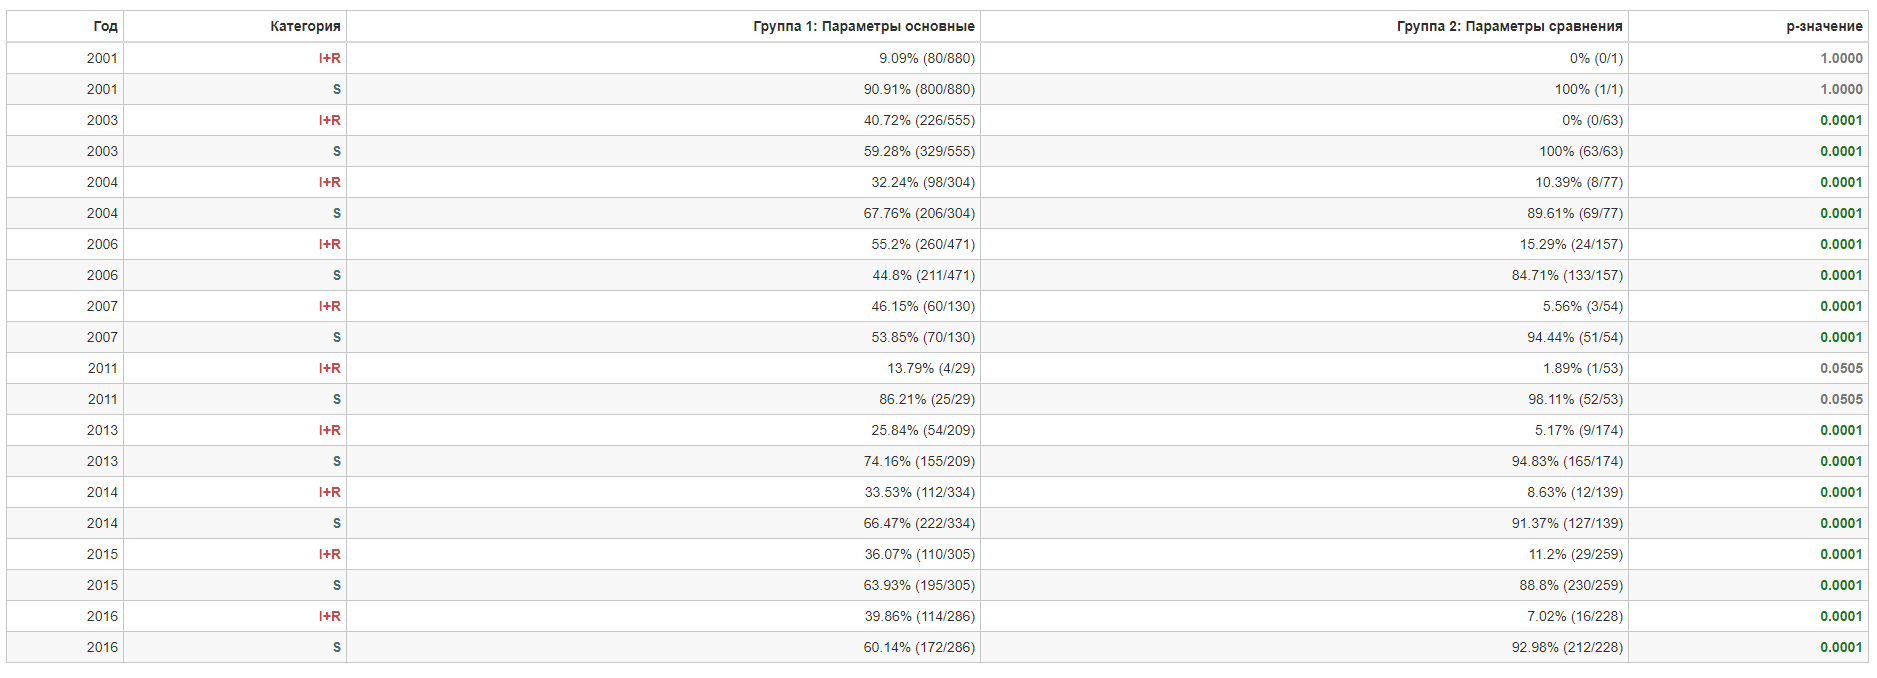 Год Категория Группа 1: Параметры основные Группа 2: Параметры сравнения p-значение
2001 I+R 9.09% (80/880) 0% (0/1) 1.0000
2001 S 90.91% (800/880) 100% (1/1) 1.0000
2003 I+R 40.72% (226/555) 0% (0/63) 0.0001
2003 S 59.28% (329/555) 100% (63/63) 0.0001
2004 I+R 32.24% (98/304) 10.39% (8/77) 0.0001
2004 S 67.76% (206/304) 89.61% (69/77) 0.0001
2006 I+R 55.2% (260/471) 15.29% (24/157) 0.0001
2006 S 44.8% (211/471) 84.71% (133/157) 0.0001
2007 I+R 46.15% (60/130) 5.56% (3/54) 0.0001
2007 S 53.85% (70/130) 94.44% (51/54) 0.0001
2011 I+R 13.79% (4/29) 1.89% (1/53) 0.0505
2011 S 86.21% (25/29) 98.11% (52/53) 0.0505
2013 I+R 25.84% (54/209) 5.17% (9/174) 0.0001
2013 S 74.16% (155/209) 94.83% (165/174) 0.0001
2014 I+R 33.53% (112/334) 8.63% (12/139) 0.0001
2014 S 66.47% (222/334) 91.37% (127/139) 0.0001
2015 I+R 36.07% (110/305) 11.2% (29/259) 0.0001
2015 S 63.93% (195/305) 88.8% (230/259) 0.0001
2016 I+R 39.86% (114/286) 7.02% (16/228) 0.0001
2016 S 60.14% (172/286) 92.98% (212/228) 0.0001